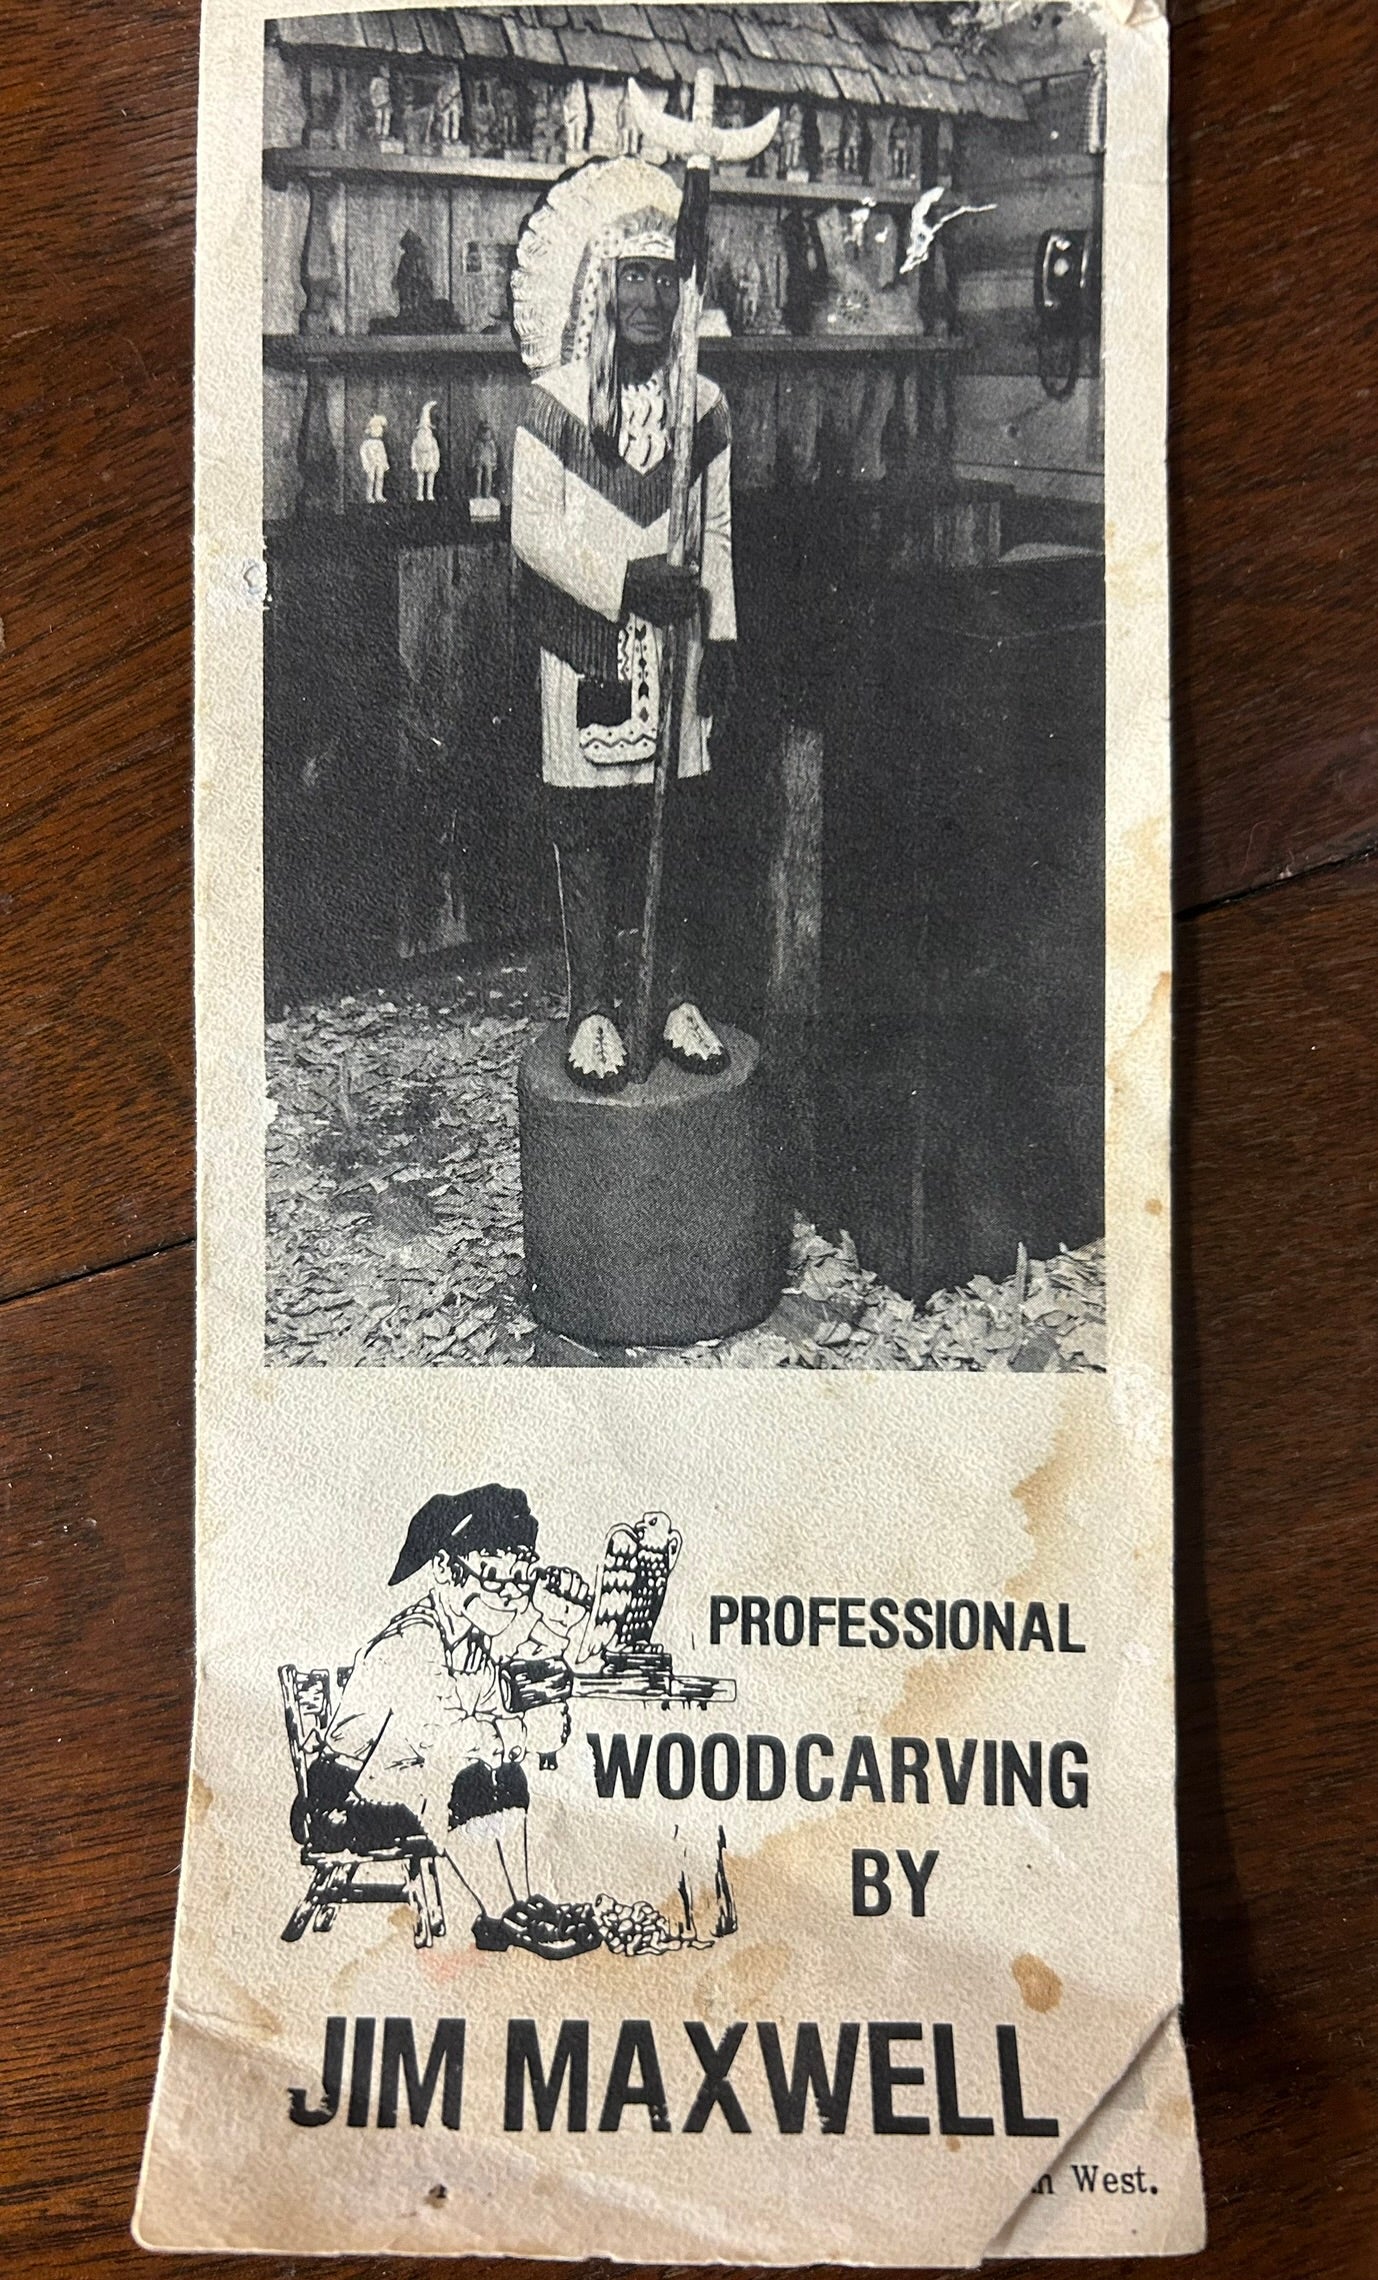 PROFESSIONAL
WOODCARVING
BY
JIM MAXWELL
West.